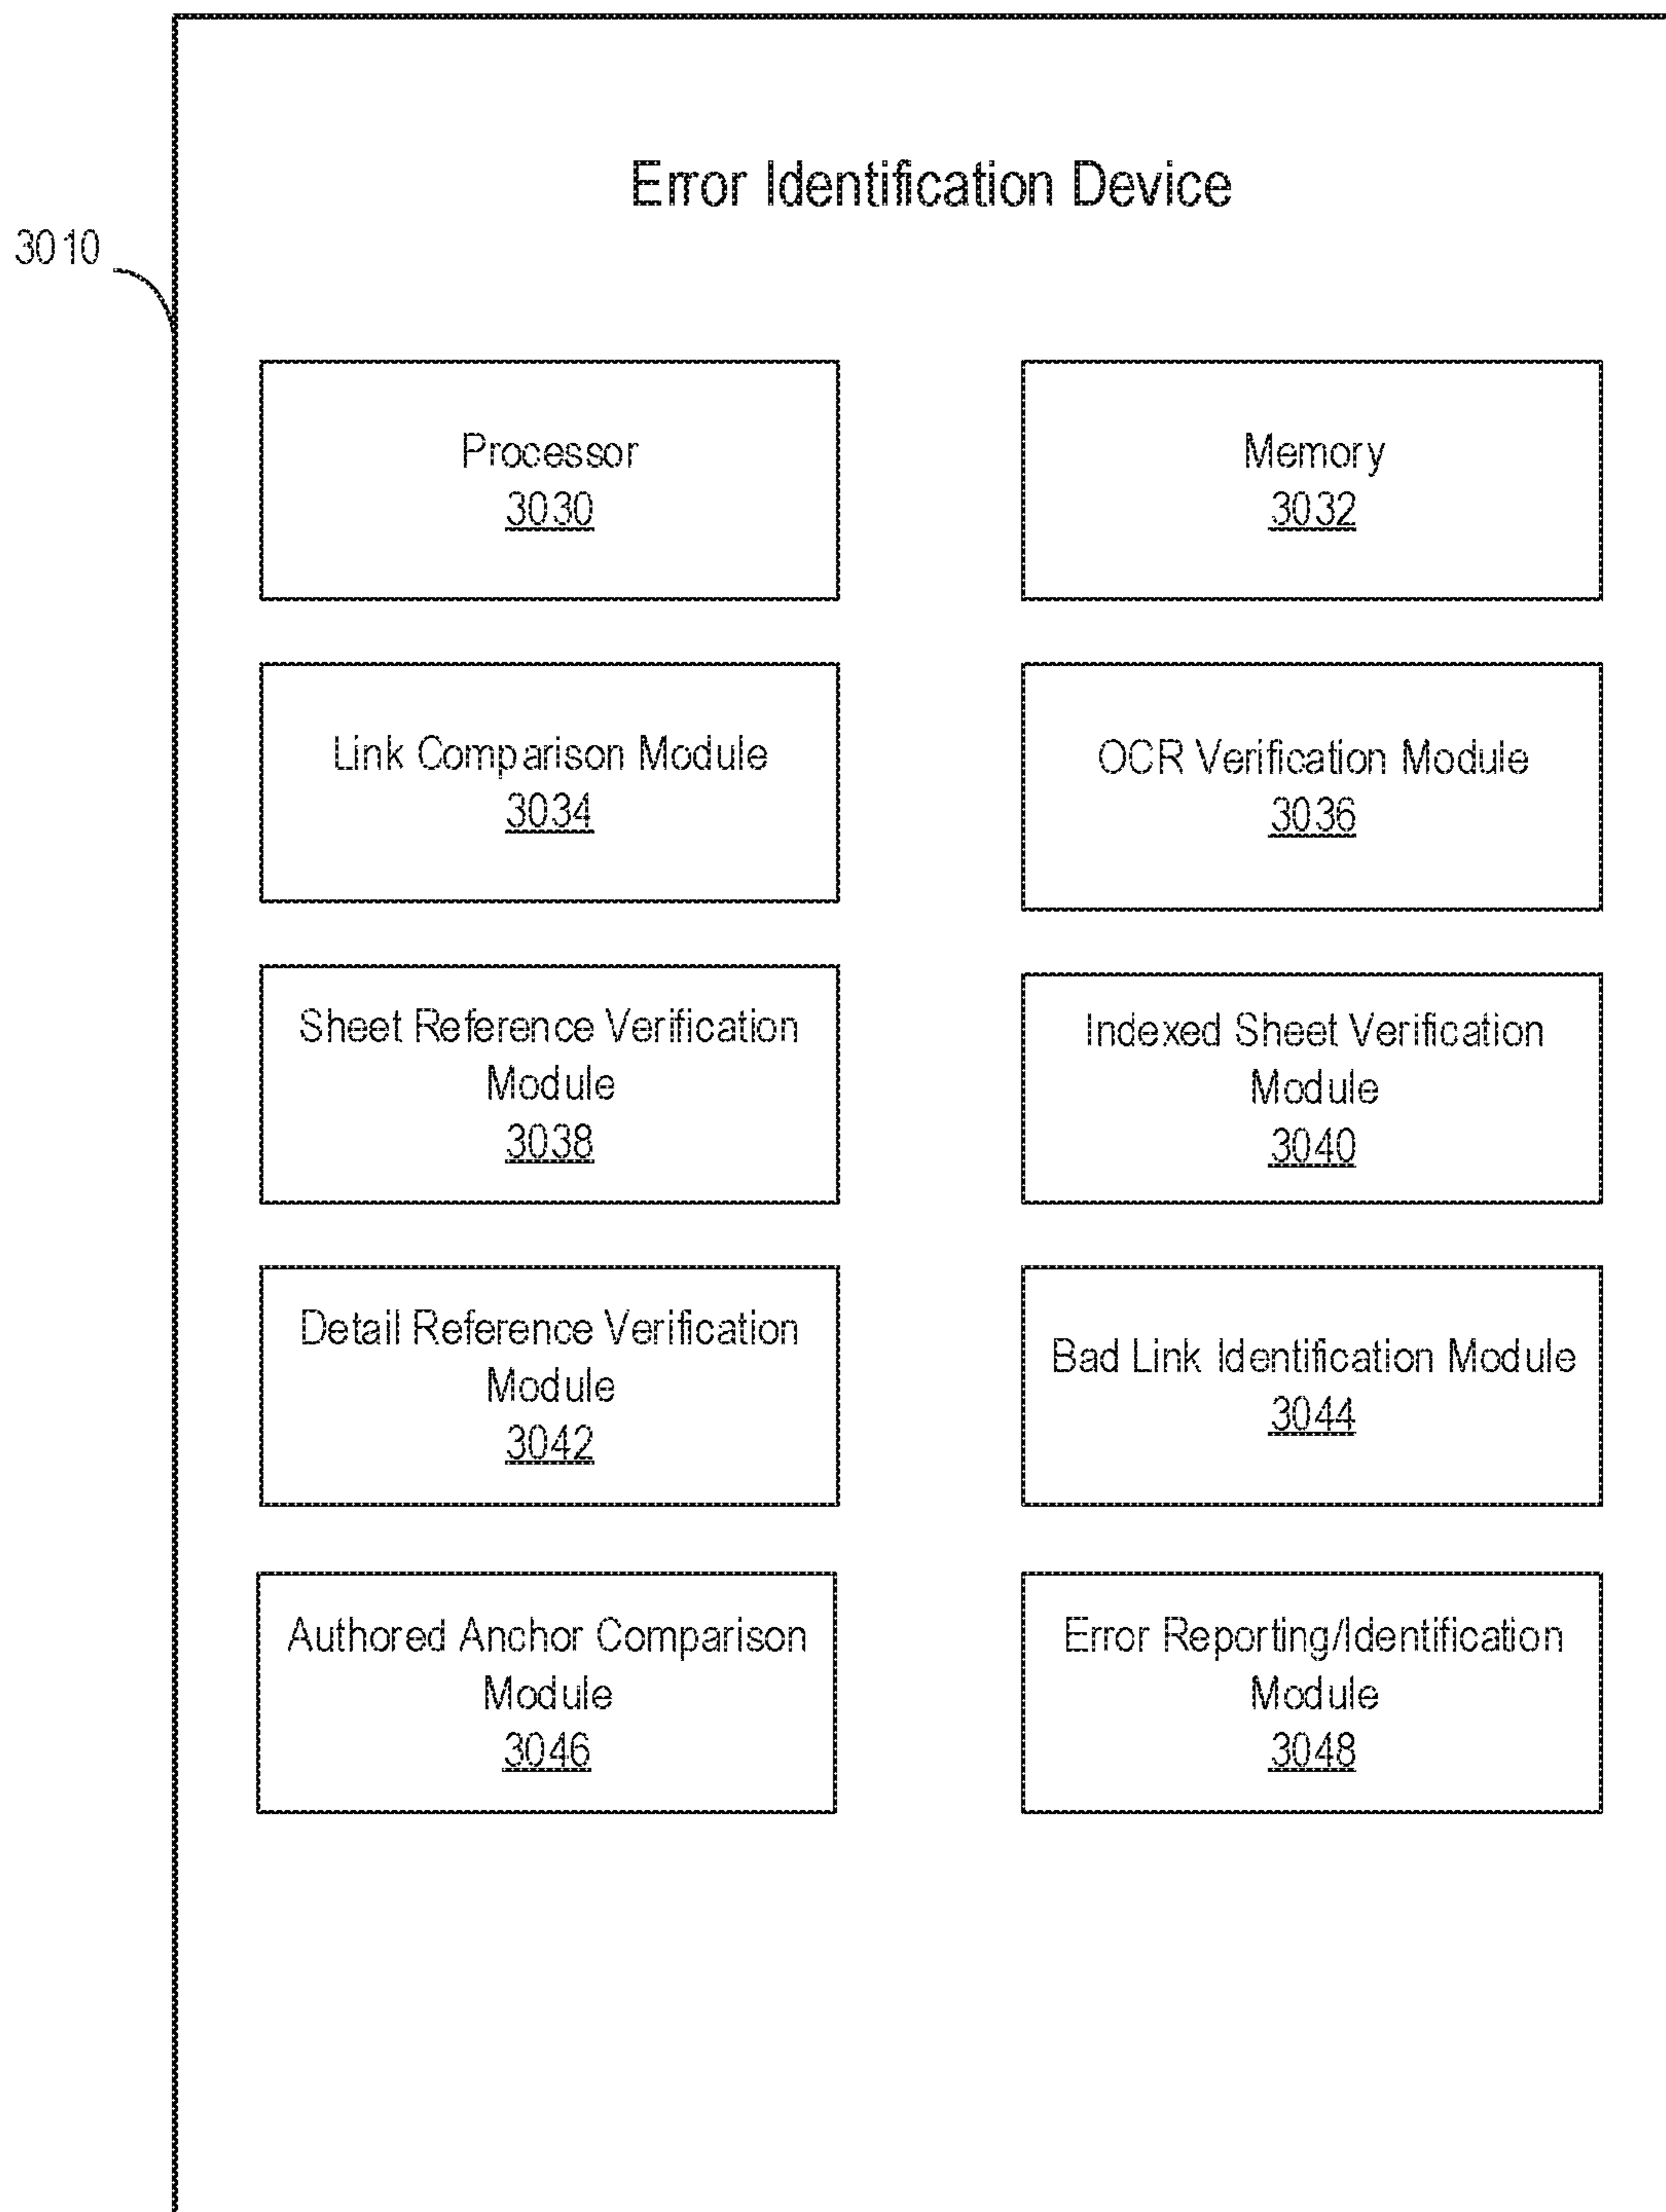 Error Identification Device
3010
Processor
3030
Memory
3032
Link Comparison Module
3034
OCR Verification Module
3036
Sheet Reference Verification
Module
3038
Indexed Sheet Verification
Module
3040
Detail Reference Verification
Module
3042
Bad Link Identification Module
3044
Authored Anchor Comparison
Module
3046
Error Reporting/Identification
Module
3048